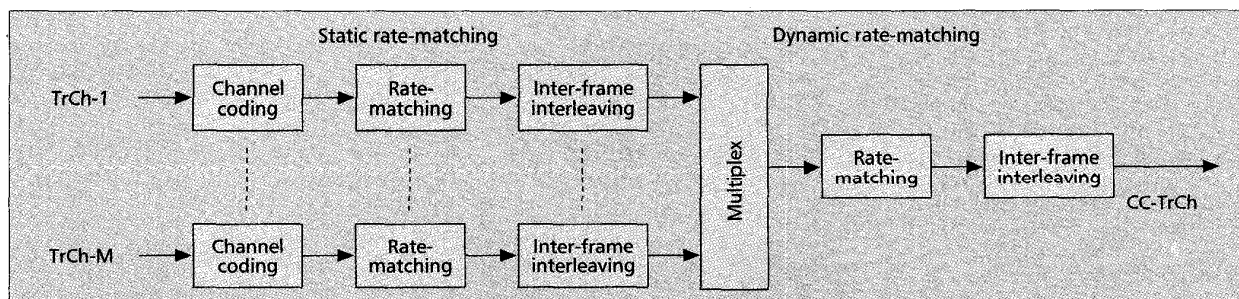 Static rate-matching
Dynamic rate-matching
TrCh-1
Channel
coding
Rate-
matching
Inter-frame
interleaving
Multiplex
Rate-
matching
Inter-frame
interleaving
CC-TrCh
TrCh-M
Channel
coding
Rate-
matching
Inter-frame
interleaving